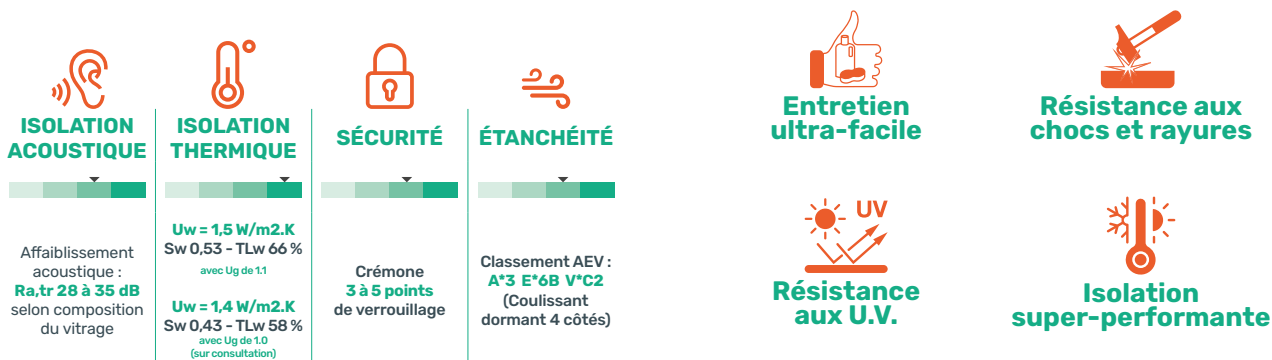 ISOLATION
ACOUSTIQUE
Affaiblissement
acoustique :
Ra,tr 28 à 35 dB
selon composition
du vitrage
ISOLATION
THERMIQUE
Uw = 1,5 W/m2.K
Sw 0,53 - TLw 66 %
avec Ug de 1.1
Uw = 1,4 W/m2.K
Sw 0,43 - TLw 58 %
avec Ug de 1.0
(sur consultation)
SÉCURITÉ
Crémone
3 à 5 points
de verrouillage
ÉTANCHÉITÉ
Classement AEV :
A*3 E*6B V*C2
(Coulissant
dormant 4 côtés)
Entretien
ultra-facile
Résistance aux
chocs et rayures
UV
Résistance
aux U.V.
Isolation
super-performante